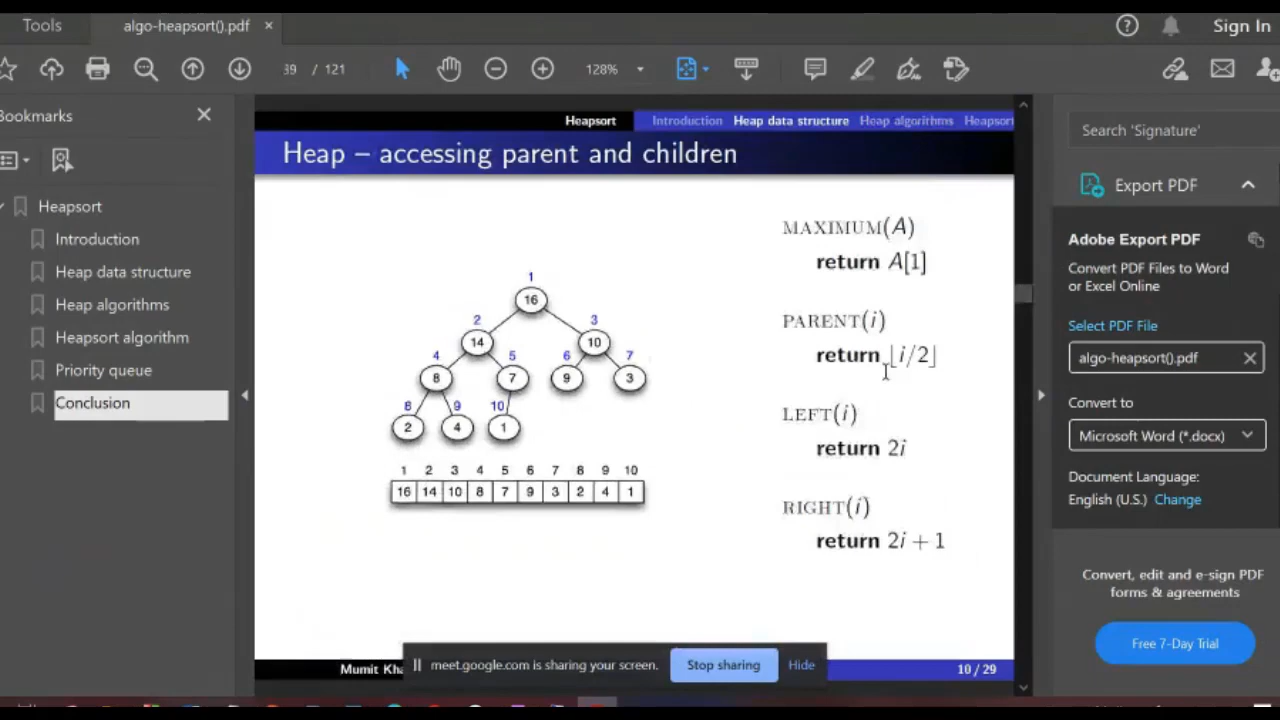 Tools
algo-heapsort().pdf ×
Sign In
39 / 121
128%
Bookmarks
Heapsort
Introduction
Heap data structure
Heap algorithms
Heapsort algorithm
Priority queue
Conclusion
Heapsort Introduction Heap data structure Heap algorithms Heapsort
Heap – accessing parent and children
1
16
2 3
14 10
4 5 6 7
8 7 9 3
8 9 10
2 4 1
1 2 3 4 5 6 7 8 9 10
16 14 10 8 7 9 3 2 4 1
MAXIMUM(A)
return A[1]
PARENT(i)
return ⌊i/2⌋
LEFT(i)
return 2i
RIGHT(i)
return 2i + 1
Mumit Kha
10 / 29
meet.google.com is sharing your screen.
Stop sharing
Hide
Search 'Signature'
Export PDF
Adobe Export PDF
Convert PDF Files to Word
or Excel Online
Select PDF File
algo-heapsort().pdf
Convert to
Microsoft Word (*.docx)
Document Language:
English (U.S.) Change
Convert, edit and e-sign PDF
forms & agreements
Free 7-Day Trial